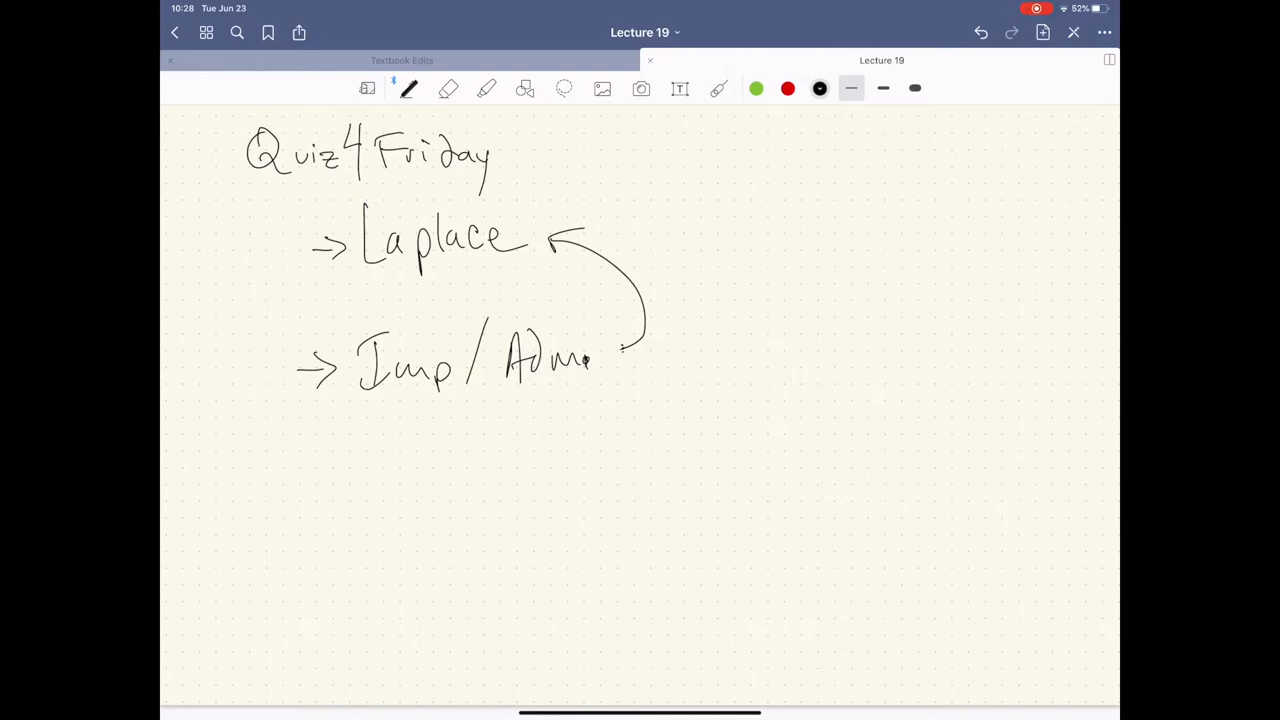 10:28 Tue Jun 23
52%
Lecture 19
Textbook Edits
Lecture 19
T
Quiz 4 Friday
→ Laplace
→ Imp/Adm.